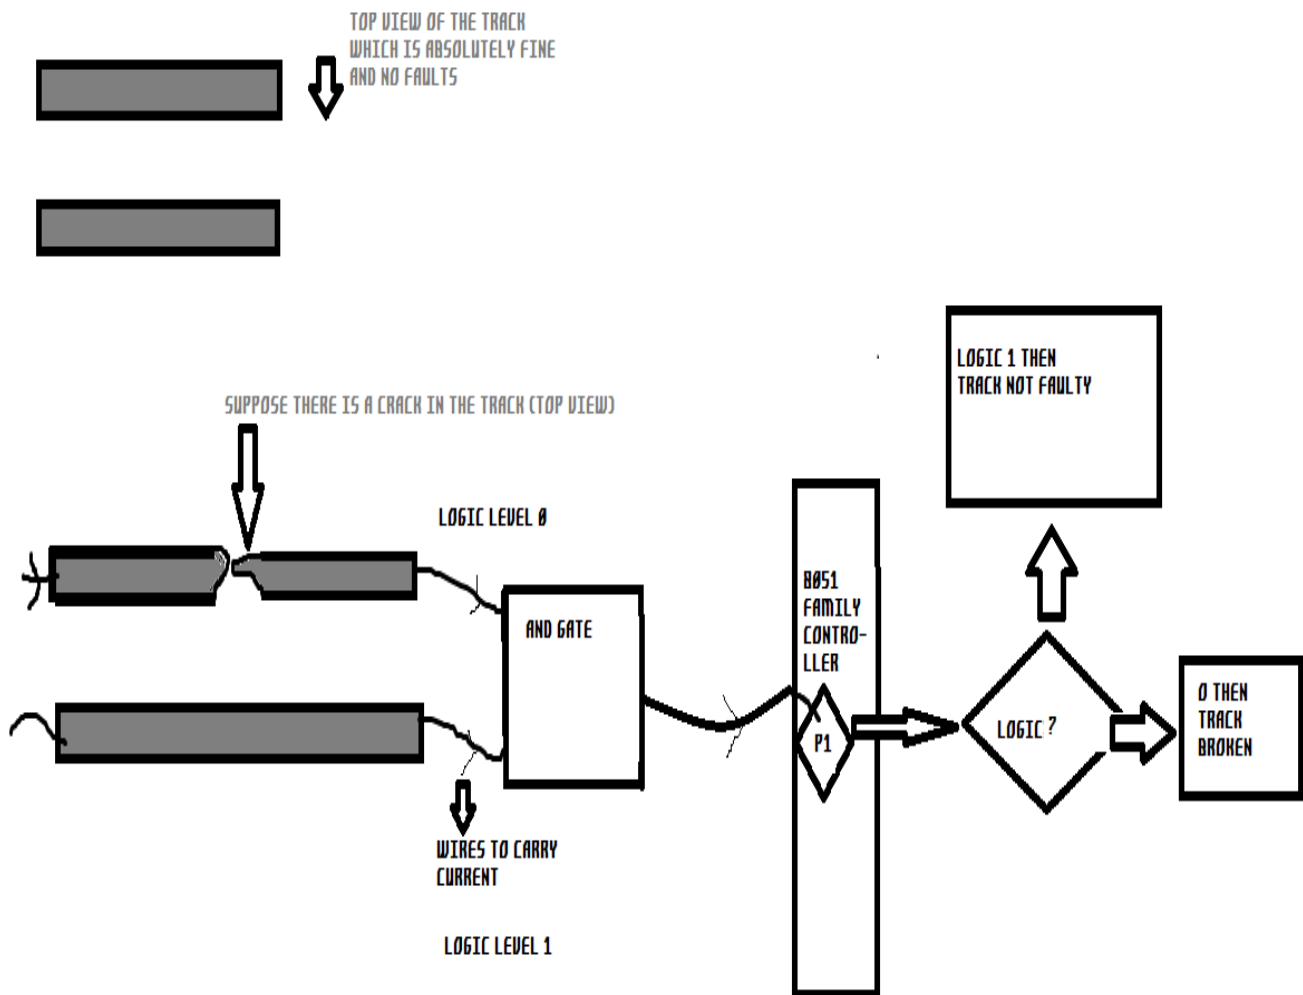 TOP VIEW OF THE TRACK
WHICH IS ABSOLUTELY FINE
AND NO FAULTS
LOGIC 1 THEN
TRACK NOT FAULTY
SUPPOSE THERE IS A CRACK IN THE TRACK (TOP VIEW)
LOGIC LEVEL 0
AND GATE
8051
FAMILY
CONTRO-
LLER
P1
LOGIC ?
0 THEN
TRACK
BROKEN
WIRES TO CARRY
CURRENT
LOGIC LEVEL 1